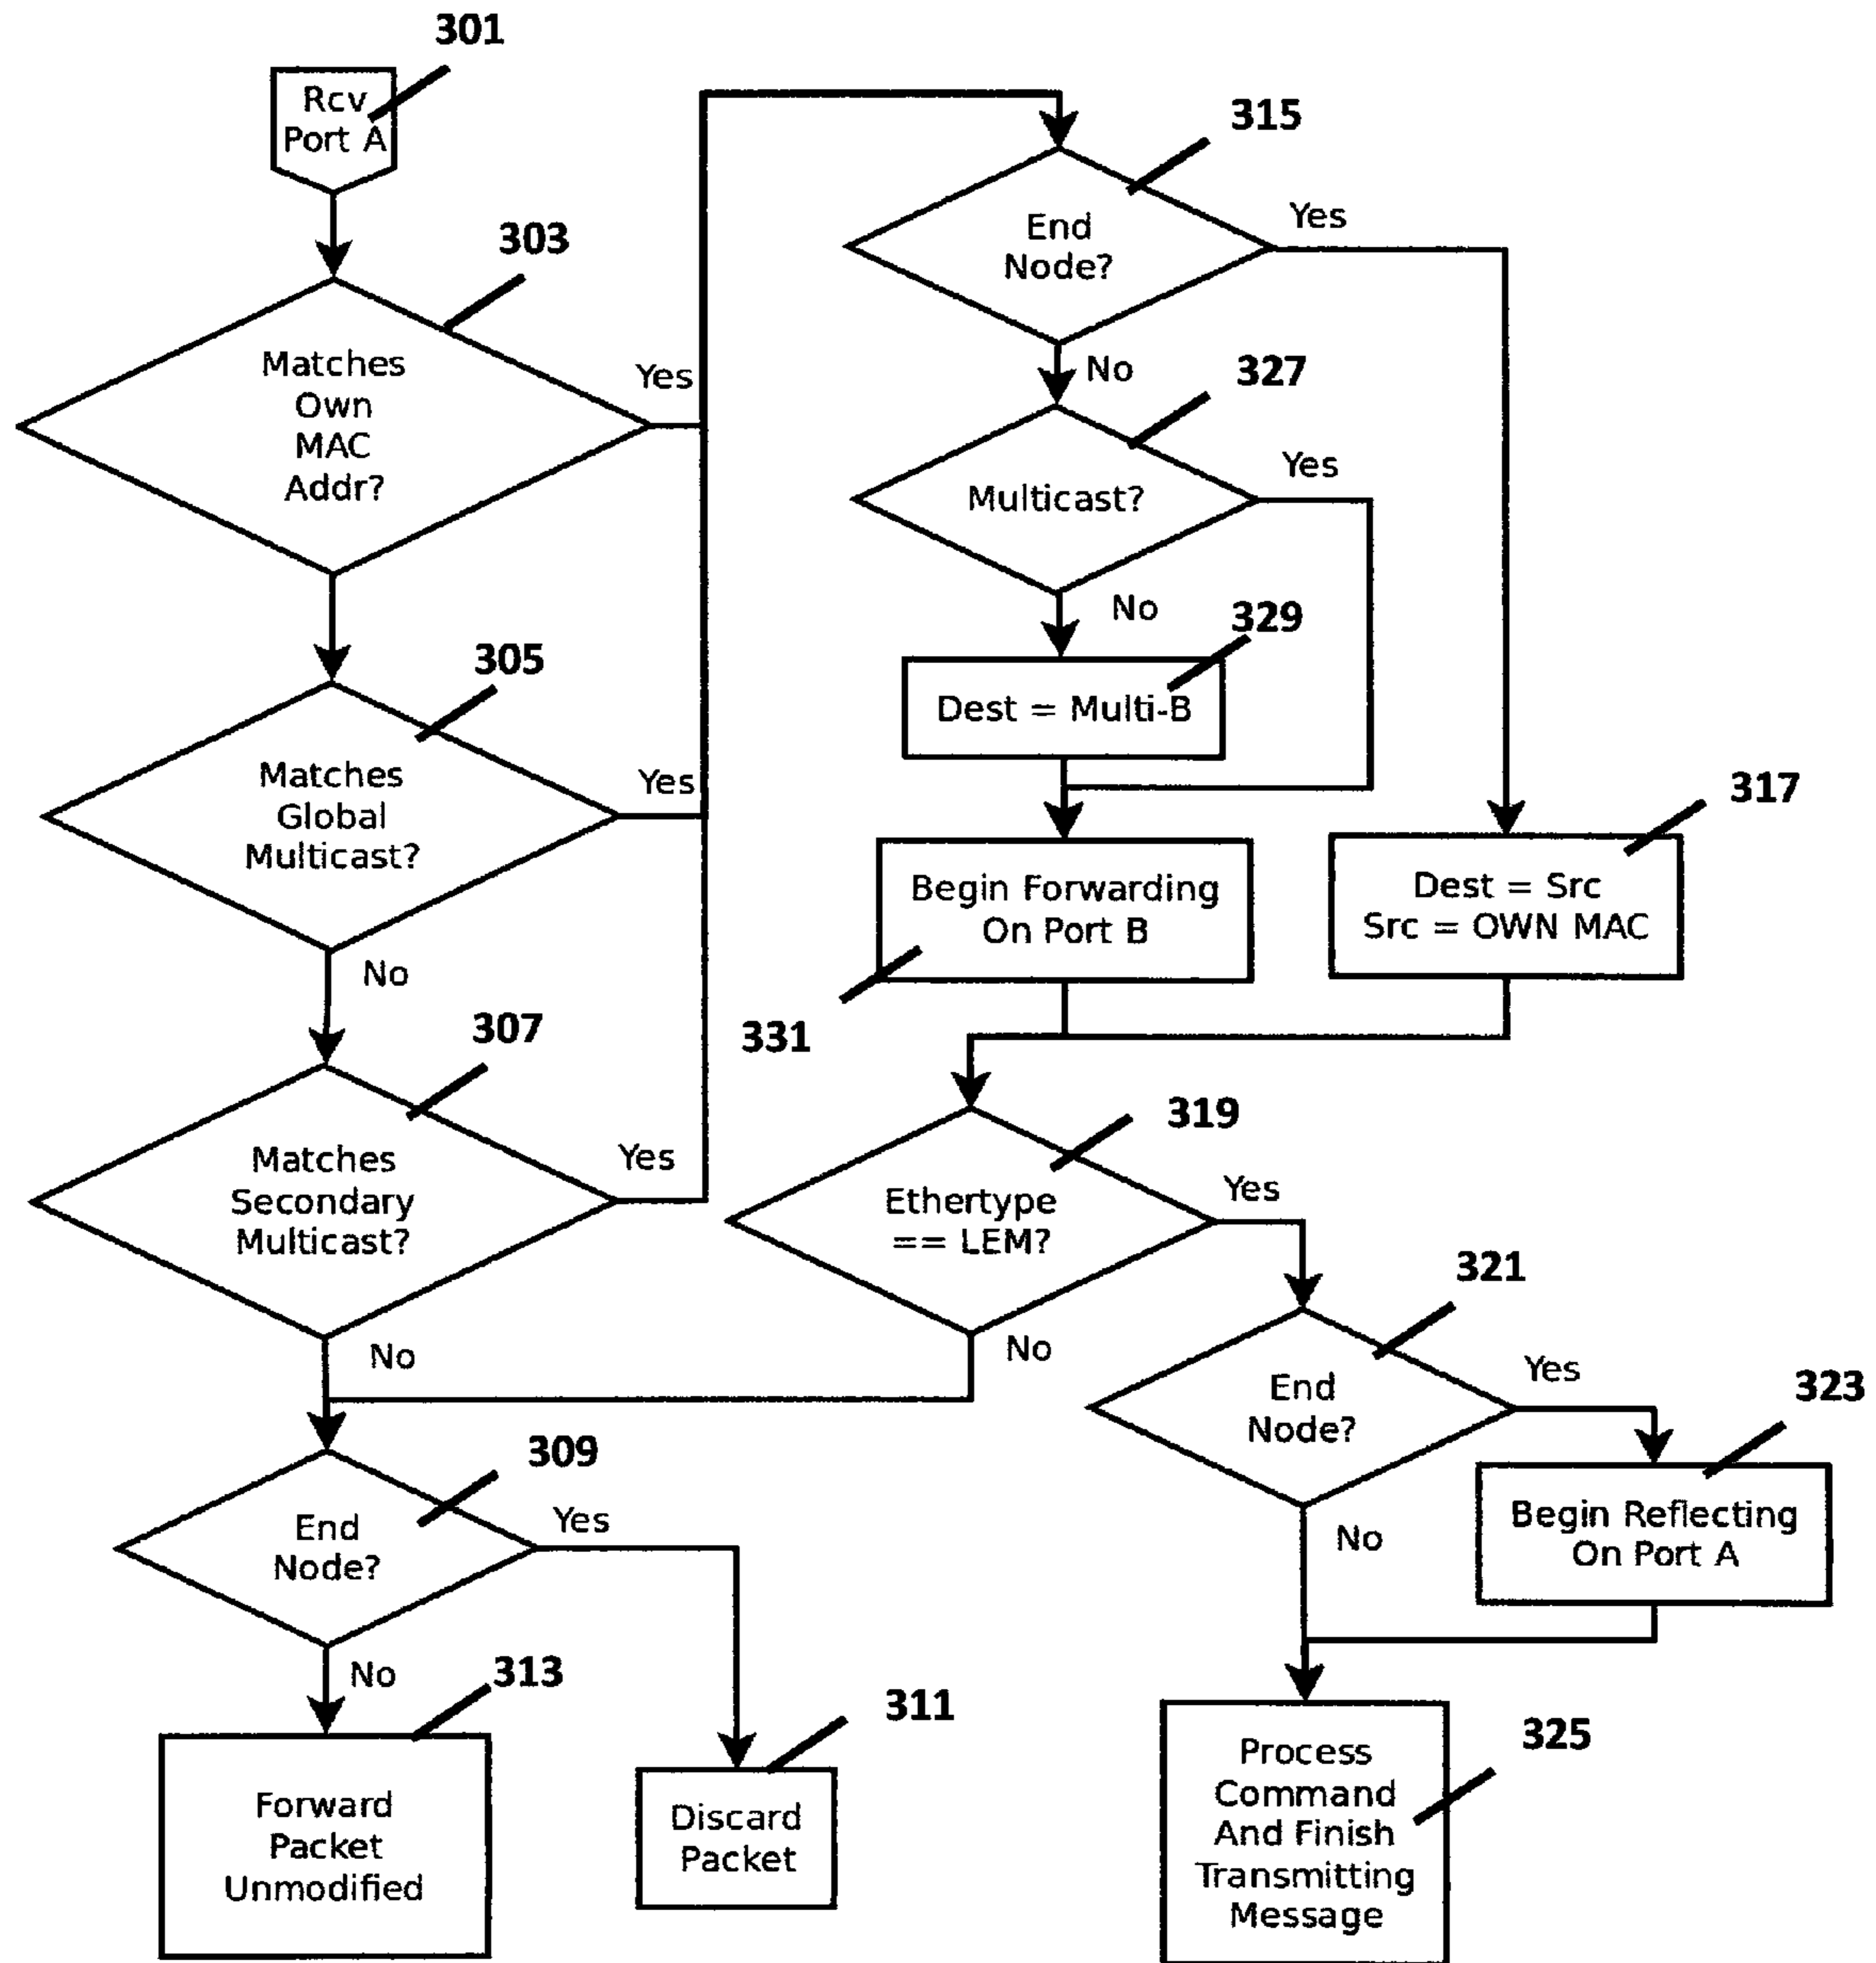 301
Rcv
Port A
303
Matches
Own
MAC
Addr?
Yes
305
Matches
Global
Multicast?
Yes
No
307
Matches
Secondary
Multicast?
Yes
No
309
End
Node?
Yes
No
313
Forward
Packet
Unmodified
311
Discard
Packet
315
End
Node?
Yes
No
327
Multicast?
Yes
No
329
Dest = Multi-B
Begin Forwarding
On Port B
331
317
Dest = Src
Src = OWN MAC
319
Ethertype
== LEM?
Yes
No
321
End
Node?
Yes
No
323
Begin Reflecting
On Port A
325
Process
Command
And Finish
Transmitting
Message